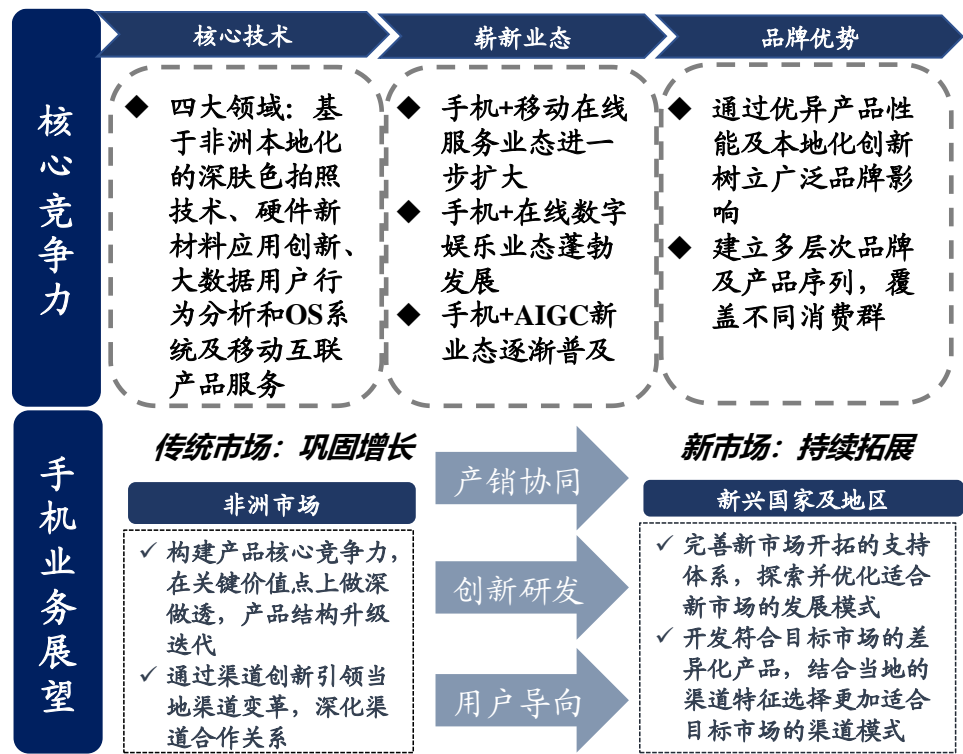 核心竞争力
核心技术
四大领域：基
于非洲本地化
的深肤色拍照
技术、硬件新
材料应用创新、
大数据用户行
为分析和OS系
统及移动互联
产品服务
崭新业态
手机+移动在线
服务业态进一
步扩大
手机+在线数字
娱乐业态蓬勃
发展
手机+AIGC新
业态逐渐普及
品牌优势
通过优异产品性
能及本地化创新
树立广泛品牌影
响
建立多层次品牌
及产品序列，覆
盖不同消费群
手机业务展望
传统市场：巩固增长
非洲市场
构建产品核心竞争力，
在关键价值点上做深
做透，产品结构升级
迭代
通过渠道创新引领当
地渠道变革，深化渠
道合作关系
产销协同
创新研发
用户导向
新市场：持续拓展
新兴国家及地区
完善新市场开拓的支持
体系，探索并优化适合
新市场的发展模式
开发符合目标市场的差
异化产品，结合当地的
渠道特征选择更加适合
目标市场的渠道模式